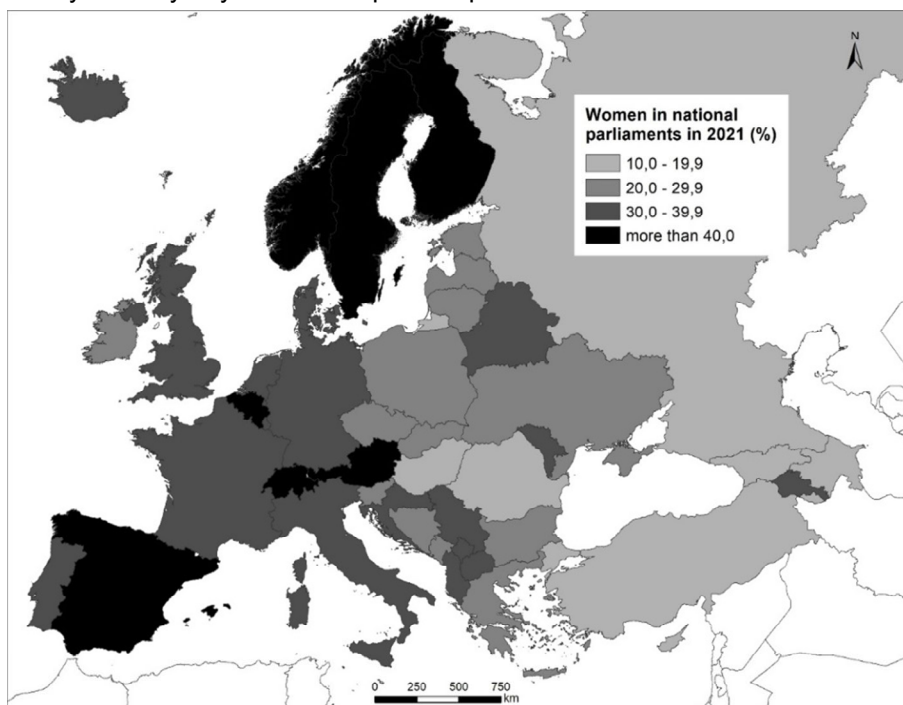 N
Women in national
parliaments in 2021 (%)
10,0 - 19,9
20,0 - 29,9
30,0 - 39,9
more than 40,0
0 250 500 750
km